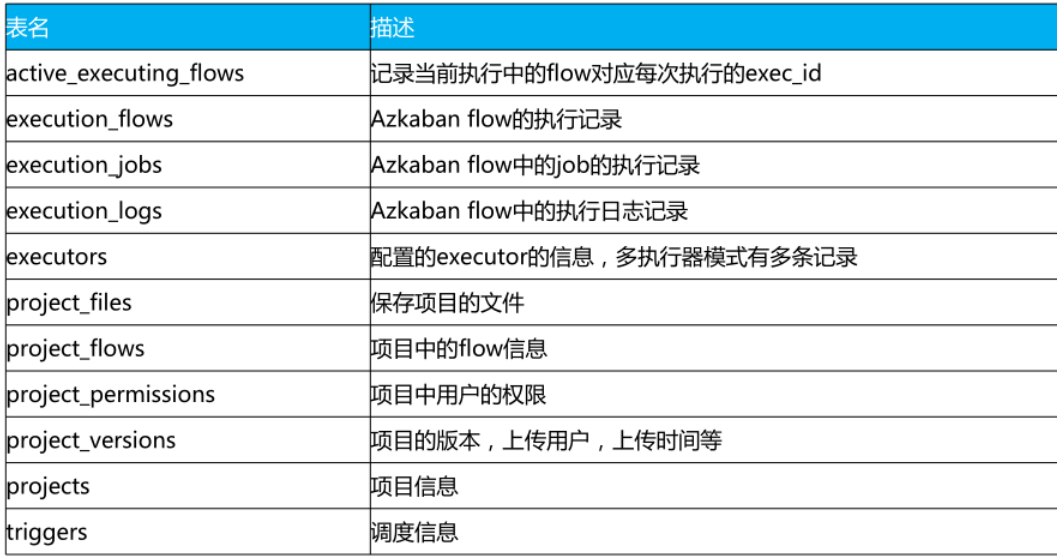 表名 描述
active_executing_flows 记录当前执行中的flow对应每次执行的exec_id
execution_flows Azkaban flow的执行记录
execution_jobs Azkaban flow中的job的执行记录
execution_logs Azkaban flow中的执行日志记录
executors 配置的executor的信息，多执行器模式有多条记录
project_files 保存项目的文件
project_flows 项目中的flow信息
project_permissions 项目中用户的权限
project_versions 项目的版本，上传用户，上传时间等
projects 项目信息
triggers 调度信息